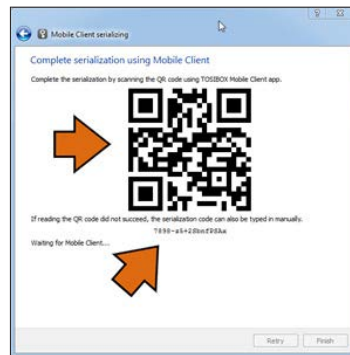 Mobile Client serializing
Complete serialization using Mobile Client
Complete the serialization by scanning the QR code using TOSIBOX Mobile Client app.
If reading the QR code did not succeed, the serialization code can also be typed in manually.
Waiting for Mobile Client...
Retry Finish